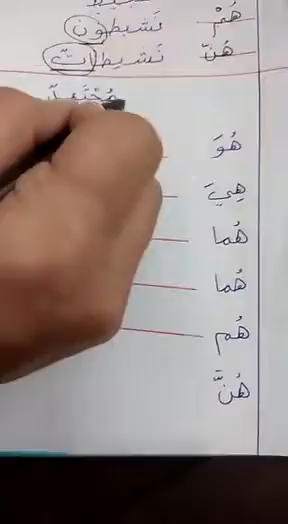 هُمْ نَشيطون
هُنَّ نَشيطاتٌ
مُجْتَهِد
هُوَ
هِيَ
هُما
هُما
هُم
هُنَّ